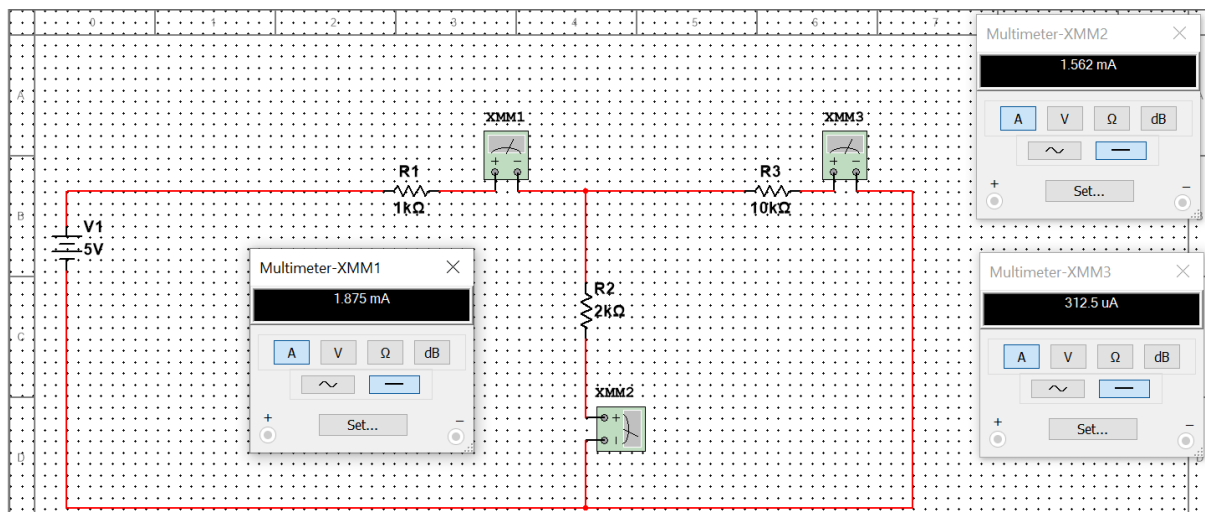 0 1 2 3 4 5 6 7
A
B
C
D
XMM1
XMM3
R1
1kΩ
R3
10kΩ
V1
5V
R2
2kΩ
XMM2
Multimeter-XMM1
1.875 mA
A V Ω dB
+ −
Set...
Multimeter-XMM2
1.562 mA
A V Ω dB
+ −
Set...
Multimeter-XMM3
312.5 uA
A V Ω dB
+ −
Set...